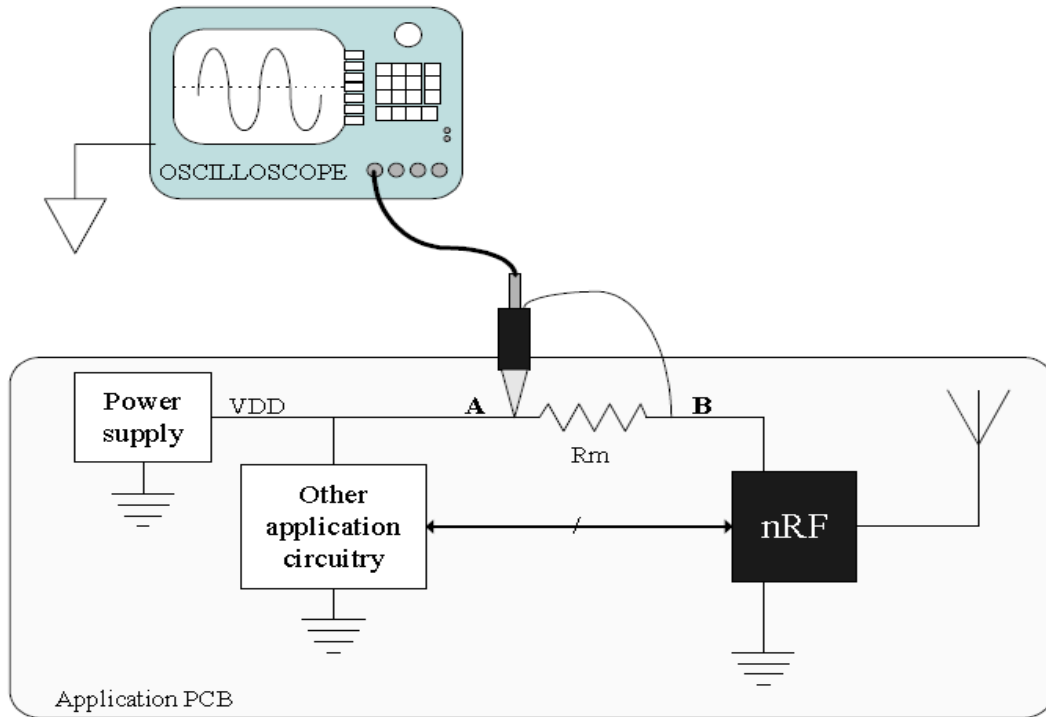 OSCILLOSCOPE
Power
supply
VDD
A
B
Rm
Other
application
circuitry
nRF
Application PCB